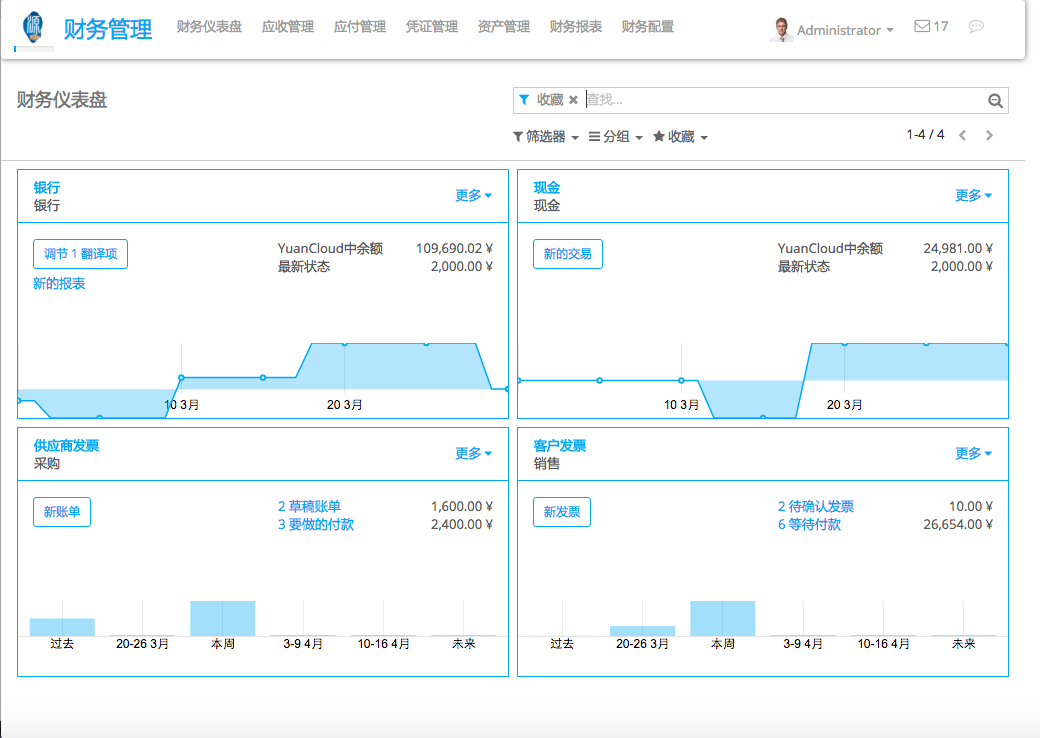 财务管理 财务仪表盘 应收管理 应付管理 凭证管理 资产管理 财务报表 财务配置 Administrator 17
财务仪表盘
收藏 × 查找...
筛选器 分组 收藏 1-4 / 4
银行 更多
银行
调节 1 翻译项 YuanCloud中余额 109,690.02 ¥
最新状态 2,000.00 ¥
新的报表
10 3月 20 3月
现金 更多
现金
新的交易 YuanCloud中余额 24,981.00 ¥
最新状态 2,000.00 ¥
10 3月 20 3月
供应商发票 更多
采购
新账单 2 草稿账单 1,600.00 ¥
3 要做的付款 2,400.00 ¥
过去 20-26 3月 本周 3-9 4月 10-16 4月 未来
客户发票 更多
销售
新发票 2 待确认发票 10.00 ¥
6 等待付款 26,654.00 ¥
过去 20-26 3月 本周 3-9 4月 10-16 4月 未来